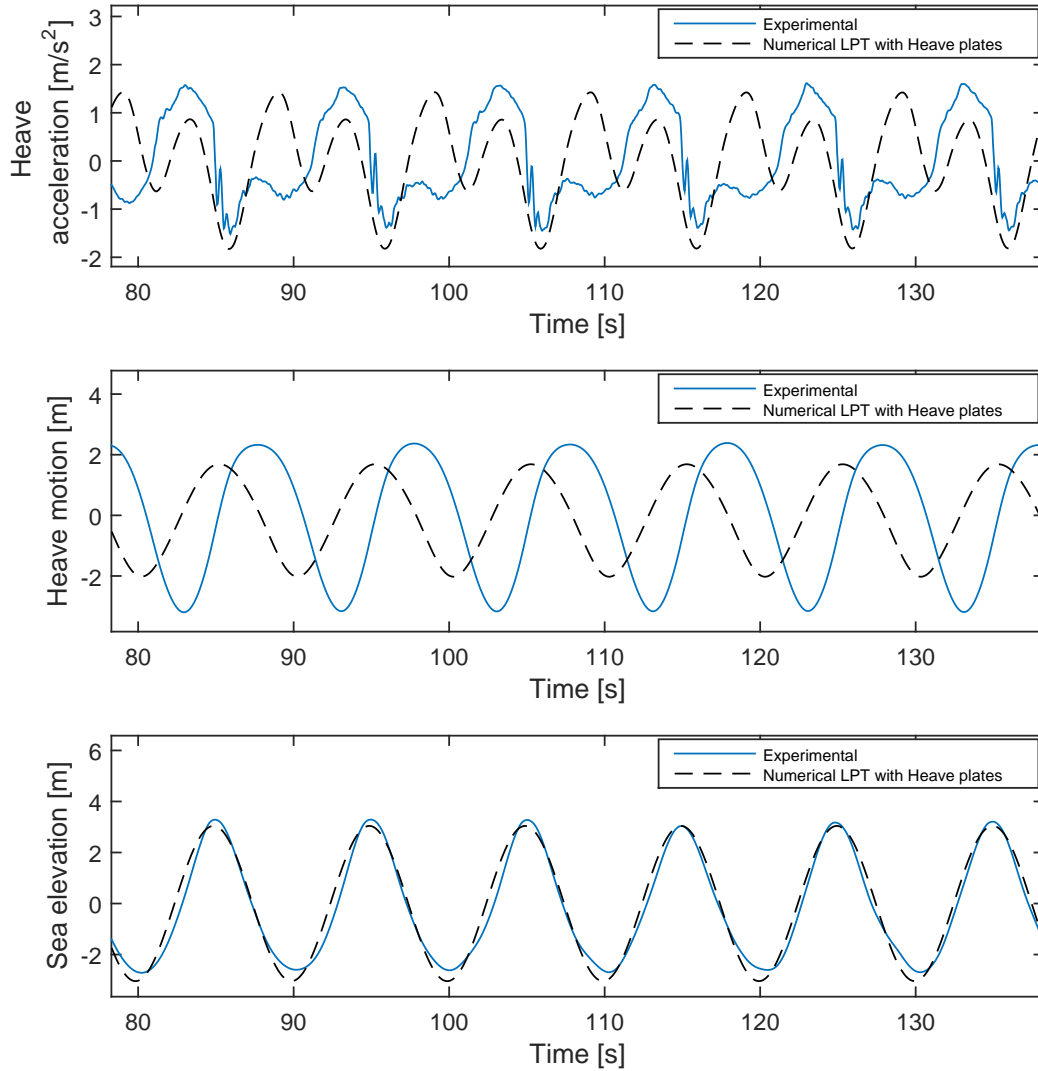 3
2
1
0
-1
-2
Heave
acceleration [m/s²]
Experimental
Numerical LPT with Heave plates
80
90
100
110
120
130
Time [s]
4
2
0
-2
Heave motion [m]
Experimental
Numerical LPT with Heave plates
80
90
100
110
120
130
Time [s]
6
4
2
0
-2
Sea elevation [m]
Experimental
Numerical LPT with Heave plates
80
90
100
110
120
130
Time [s]